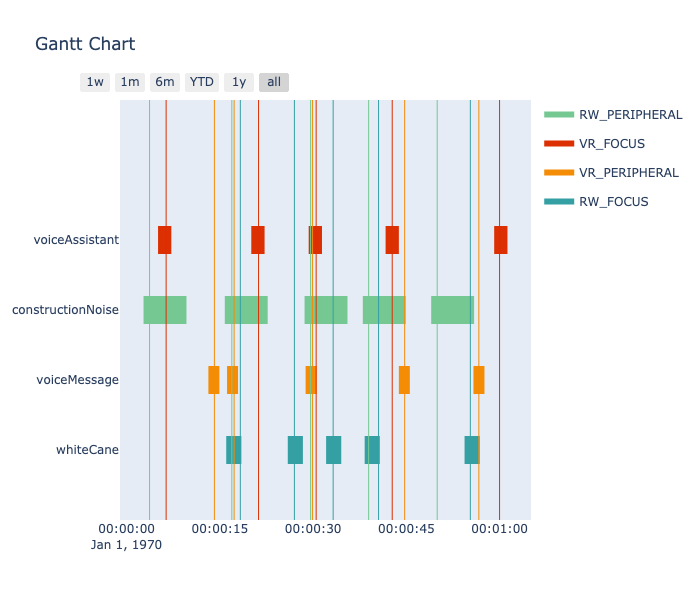 Gantt Chart
1w 1m 6m YTD 1y all
RW_PERIPHERAL
VR_FOCUS
VR_PERIPHERAL
RW_FOCUS
voiceAssistant
constructionNoise
voiceMessage
whiteCane
00:00:00 00:00:15 00:00:30 00:00:45 00:01:00
Jan 1, 1970